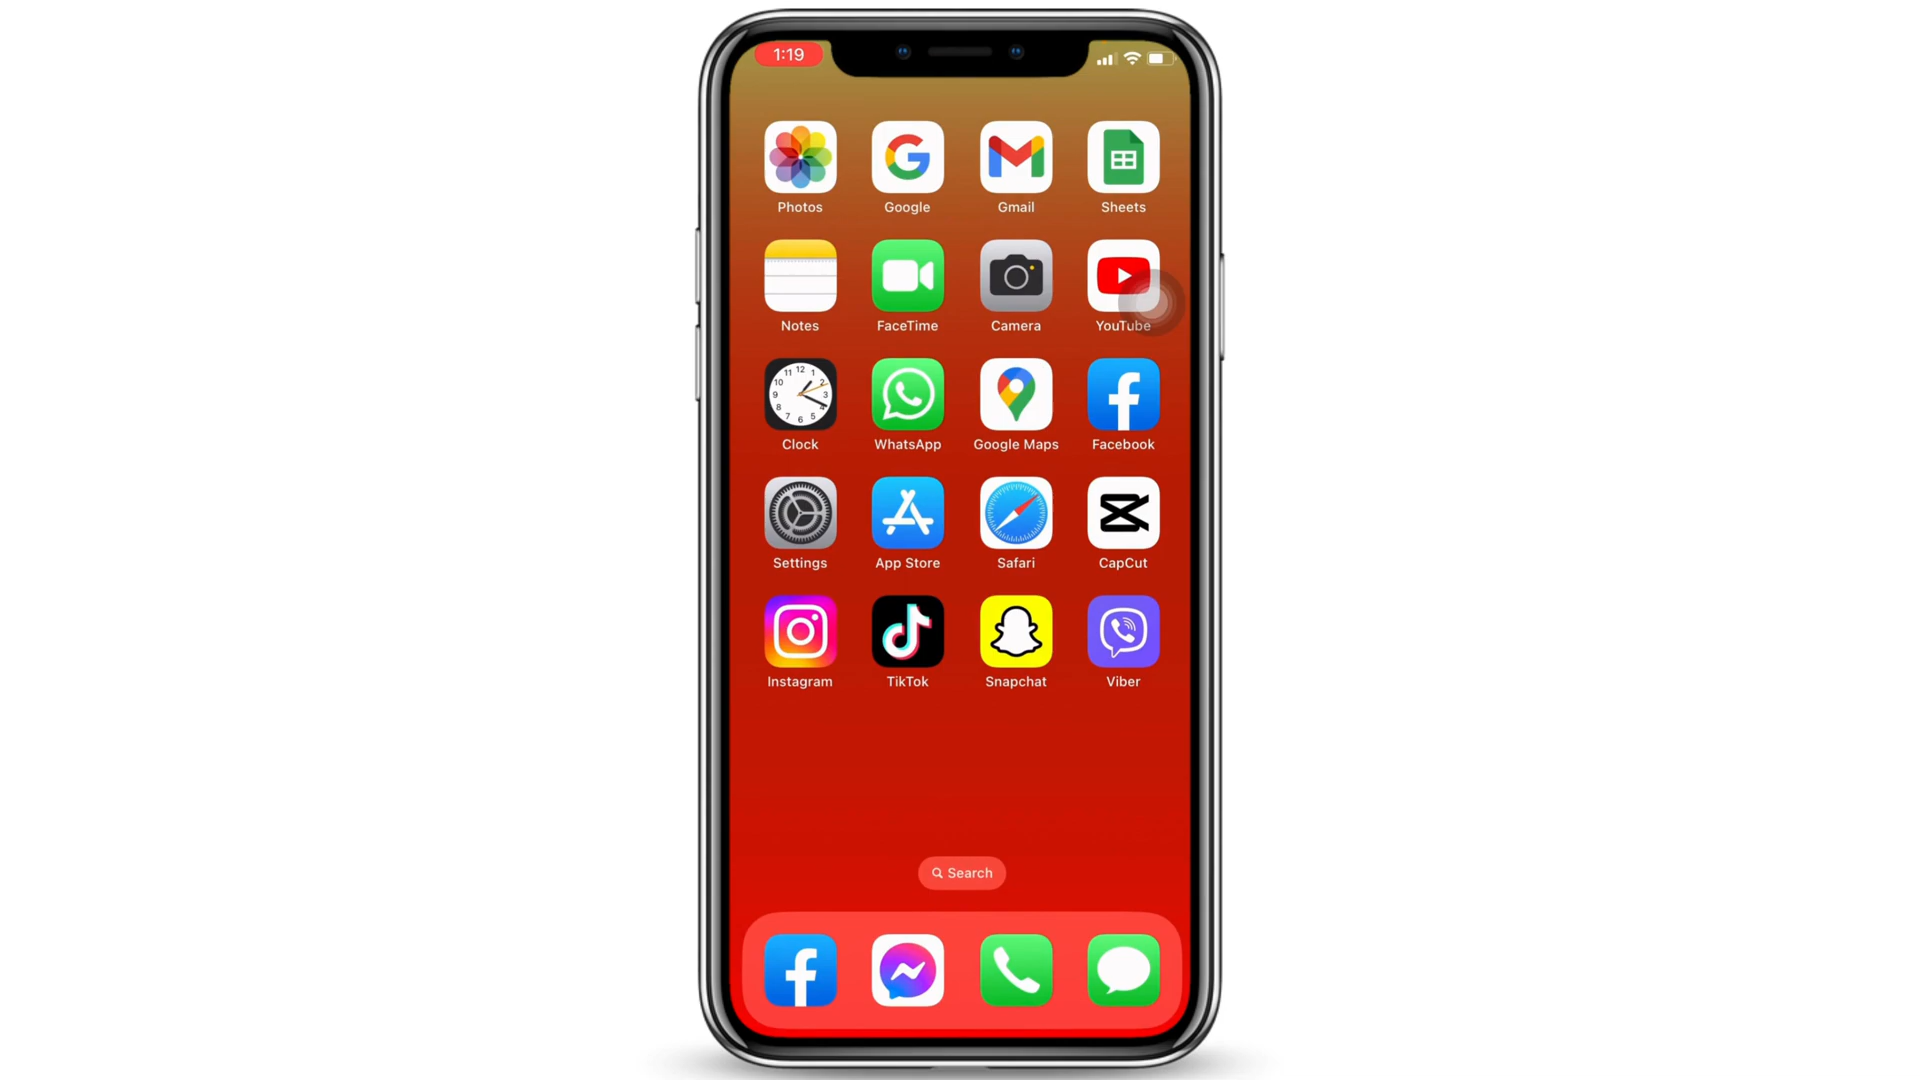 1:19
Photos Google Gmail Sheets
Notes FaceTime Camera YouTube
Clock WhatsApp Google Maps Facebook
Settings App Store Safari CapCut
Instagram TikTok Snapchat Viber
Search